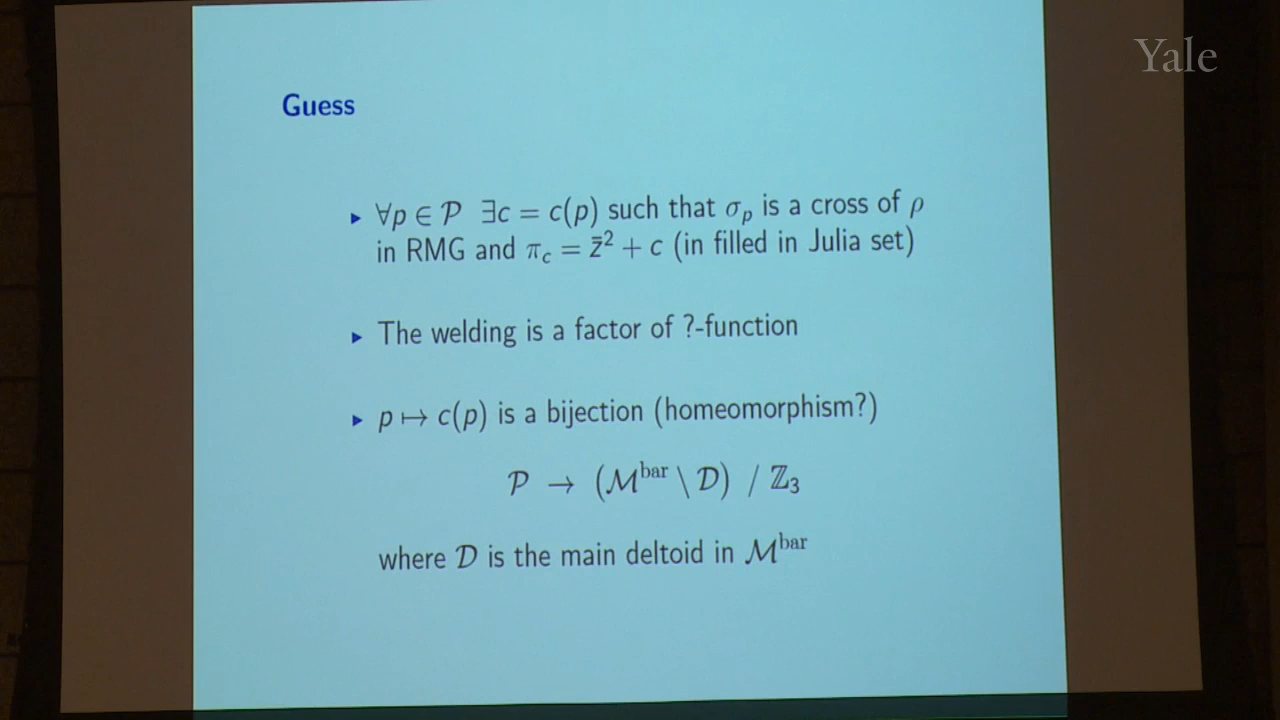 Yale
Guess
▶ ∀p ∈ 𝒫 ∃c = c(p) such that σₚ is a cross of ρ
in RMG and π_c = z̄² + c (in filled in Julia set)
▶ The welding is a factor of ?-function
▶ p ↦ c(p) is a bijection (homeomorphism?)
𝒫 → (ℳ^bar \ 𝒟) / ℤ₃
where 𝒟 is the main deltoid in ℳ^bar